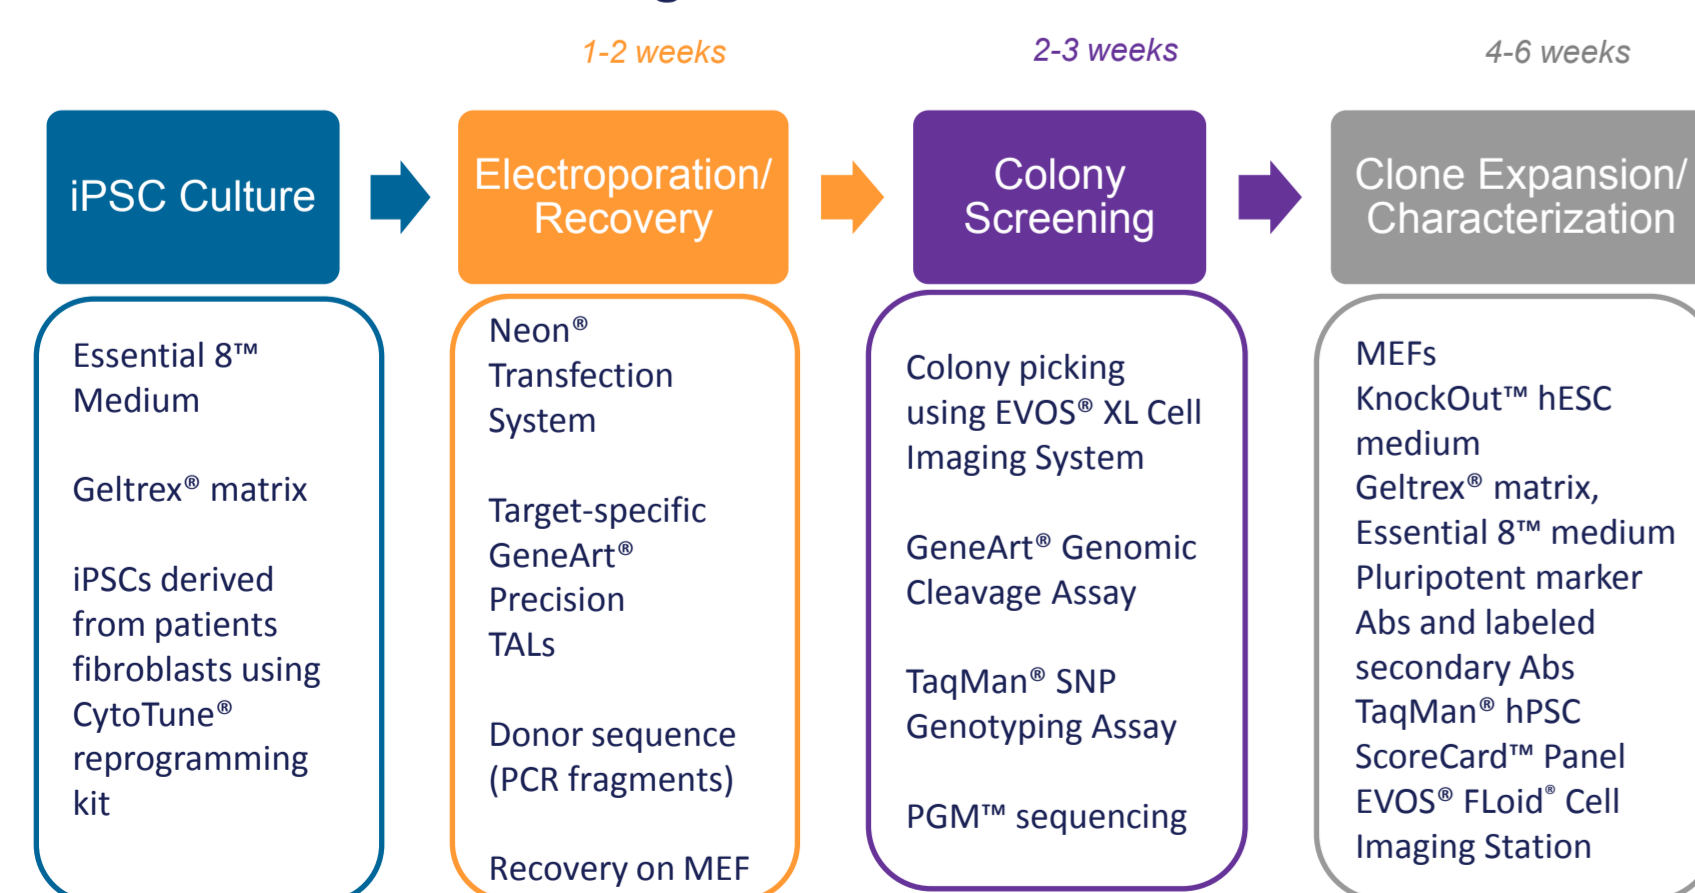 1-2 weeks
2-3 weeks
4-6 weeks
iPSC Culture
Electroporation/
Recovery
Colony
Screening
Clone Expansion/
Characterization
Essential 8™
Medium
Geltrex® matrix
iPSCs derived
from patients
fibroblasts using
CytoTune®
reprogramming
kit
Neon®
Transfection
System
Target-specific
GeneArt®
Precision
TALs
Donor sequence
(PCR fragments)
Recovery on MEF
Colony picking
using EVOS® XL Cell
Imaging System
GeneArt® Genomic
Cleavage Assay
TaqMan® SNP
Genotyping Assay
PGM™ sequencing
MEFs
KnockOut™ hESC
medium
Geltrex® matrix,
Essential 8™ medium
Pluripotent marker
Abs and labeled
secondary Abs
TaqMan® hPSC
ScoreCard™ Panel
EVOS® FLoid® Cell
Imaging Station